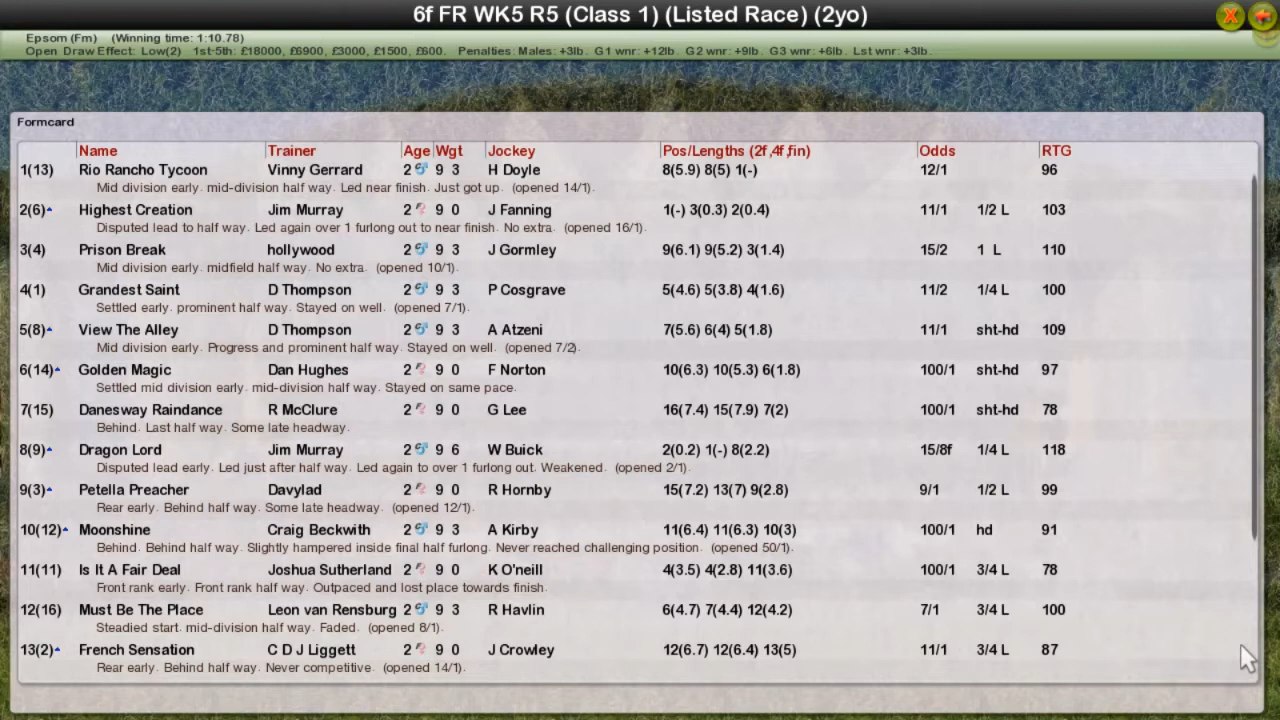 6f FR WK5 R5 (Class 1) (Listed Race) (2yo)
Epsom (Fm) (Winning time: 1:10.78)
Open Draw Effect: Low(2) 1st-5th: £18000, £6900, £3000, £1500, £600. Penalties: Males: +3lb. G1 wnr: +12lb. G2 wnr: +9lb. G3 wnr: +6lb. Lst wnr: +3lb.
Formcard
Name Trainer Age Wgt Jockey Pos/Lengths (2f,4f,fin) Odds RTG
1(13) Rio Rancho Tycoon Vinny Gerrard 2 9 3 H Doyle 8(5.9) 8(5) 1(-) 12/1 96
Mid division early. mid-division half way. Led near finish. Just got up. (opened 14/1).
2(6) Highest Creation Jim Murray 2 9 0 J Fanning 1(-) 3(0.3) 2(0.4) 11/1 1/2 L 103
Disputed lead to half way. Led again over 1 furlong out to near finish. No extra. (opened 16/1).
3(4) Prison Break hollywood 2 9 3 J Gormley 9(6.1) 9(5.2) 3(1.4) 15/2 1 L 110
Mid division early. midfield half way. No extra. (opened 10/1).
4(1) Grandest Saint D Thompson 2 9 3 P Cosgrave 5(4.6) 5(3.8) 4(1.6) 11/2 1/4 L 100
Settled early. prominent half way. Stayed on well. (opened 7/1).
5(8) View The Alley D Thompson 2 9 3 A Atzeni 7(5.6) 6(4) 5(1.8) 11/1 sht-hd 109
Mid division early. Progress and prominent half way. Stayed on well. (opened 7/2).
6(14) Golden Magic Dan Hughes 2 9 0 F Norton 10(6.3) 10(5.3) 6(1.8) 100/1 sht-hd 97
Settled mid division early. mid-division half way. Stayed on same pace.
7(15) Danesway Raindance R McClure 2 9 0 G Lee 16(7.4) 15(7.9) 7(2) 100/1 sht-hd 78
Behind. Last half way. Some late headway.
8(9) Dragon Lord Jim Murray 2 9 6 W Buick 2(0.2) 1(-) 8(2.2) 15/8f 1/4 L 118
Disputed lead early. Led just after half way. Led again to over 1 furlong out. Weakened. (opened 2/1).
9(3) Petella Preacher Davylad 2 9 0 R Hornby 15(7.2) 13(7) 9(2.8) 9/1 1/2 L 99
Rear early. Behind half way. Some late headway. (opened 12/1).
10(12) Moonshine Craig Beckwith 2 9 3 A Kirby 11(6.4) 11(6.3) 10(3) 100/1 hd 91
Behind. Behind half way. Slightly hampered inside final half furlong. Never reached challenging position. (opened 50/1).
11(11) Is It A Fair Deal Joshua Sutherland 2 9 0 K O'neill 4(3.5) 4(2.8) 11(3.6) 100/1 3/4 L 78
Front rank early. Front rank half way. Outpaced and lost place towards finish.
12(16) Must Be The Place Leon van Rensburg 2 9 3 R Havlin 6(4.7) 7(4.4) 12(4.2) 7/1 3/4 L 100
Steadied start. mid-division half way. Faded. (opened 8/1).
13(2) French Sensation C D J Liggett 2 9 0 J Crowley 12(6.7) 12(6.4) 13(5) 11/1 3/4 L 87
Rear early. Behind half way. Never competitive. (opened 14/1).